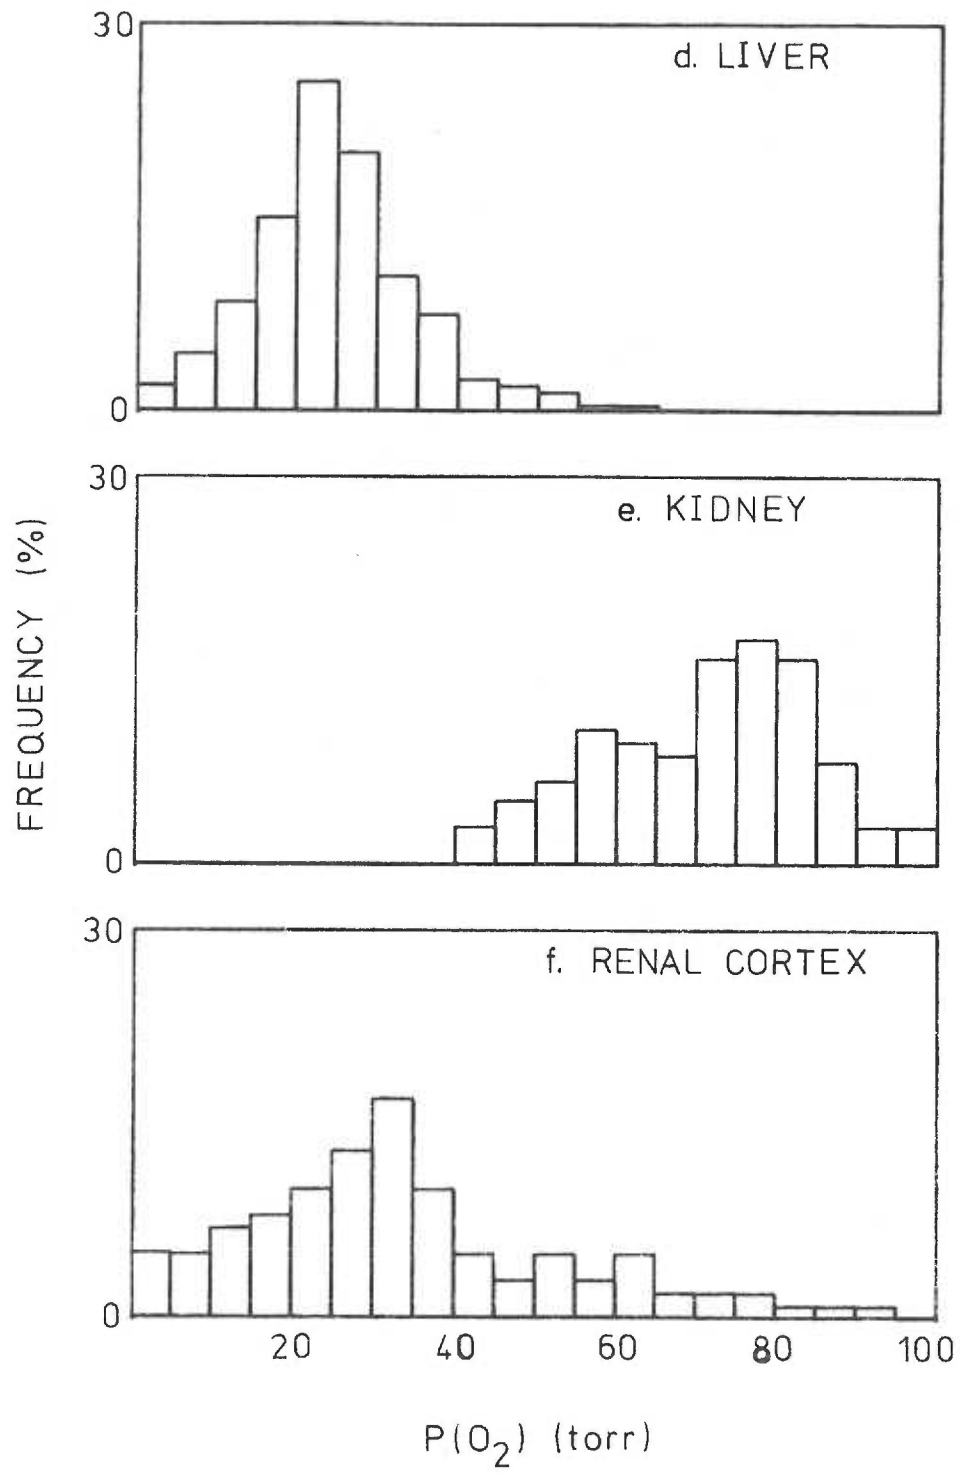 30
d. LIVER
0
30
e. KIDNEY
FREQUENCY (%)
0
30
f. RENAL CORTEX
0
20 40 60 80 100
P(O₂) (torr)